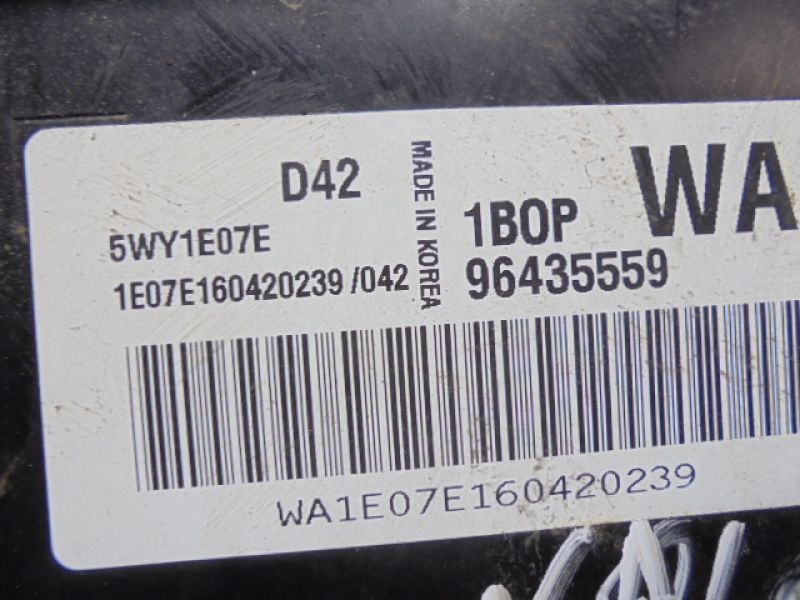 D42
5WY1E07E
1E07E160420239 /042
MADE IN KOREA
1BOP
96435559
WA
WA1E07E160420239